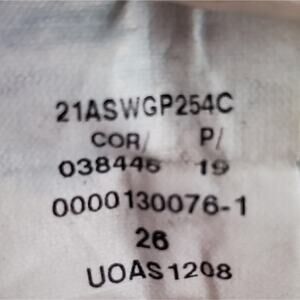 21ASWGP254C
COR/ P/
038446 19
0000130076-1
26
UOAS1208